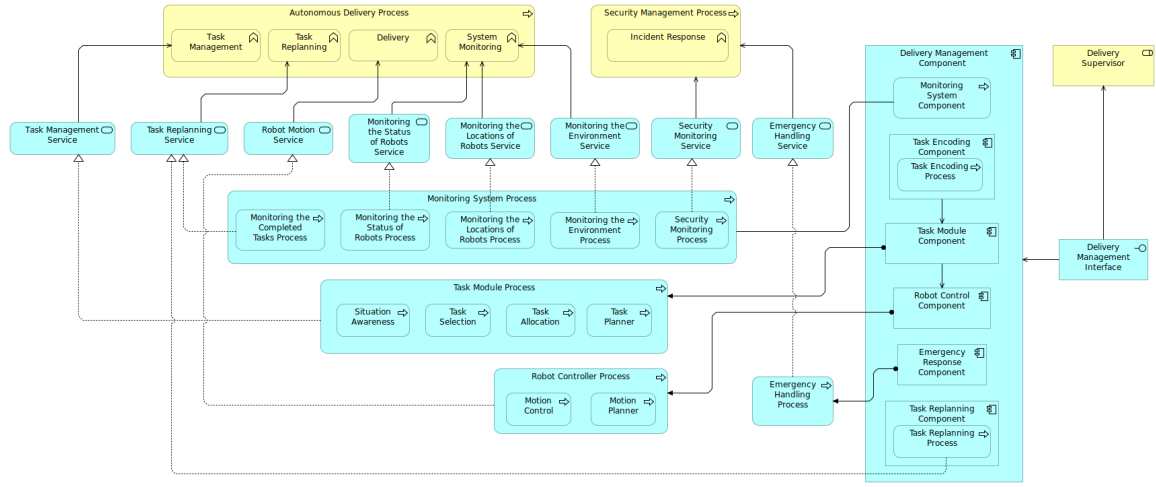 Autonomous Delivery Process
Task
Management
Task
Replanning
Delivery
System
Monitoring
Security Management Process
Incident Response
Delivery Management
Component
Delivery
Supervisor
Monitoring
System
Component
Task Management
Service
Task Replanning
Service
Robot Motion
Service
Monitoring
the Status
of Robots
Service
Monitoring the
Locations of
Robots Service
Monitoring the
Environment
Service
Security
Monitoring
Service
Emergency
Handling
Service
Task Encoding
Component
Task Encoding
Process
Monitoring System Process
Monitoring the
Completed
Tasks Process
Monitoring the
Status of
Robots Process
Monitoring the
Locations of
Robots Process
Monitoring the
Environment
Process
Security
Monitoring
Process
Task Module
Component
Delivery
Management
Interface
Task Module Process
Situation
Awareness
Task
Selection
Task
Allocation
Task
Planner
Robot Control
Component
Emergency
Response
Component
Robot Controller Process
Motion
Control
Motion
Planner
Emergency
Handling
Process
Task Replanning
Component
Task Replanning
Process